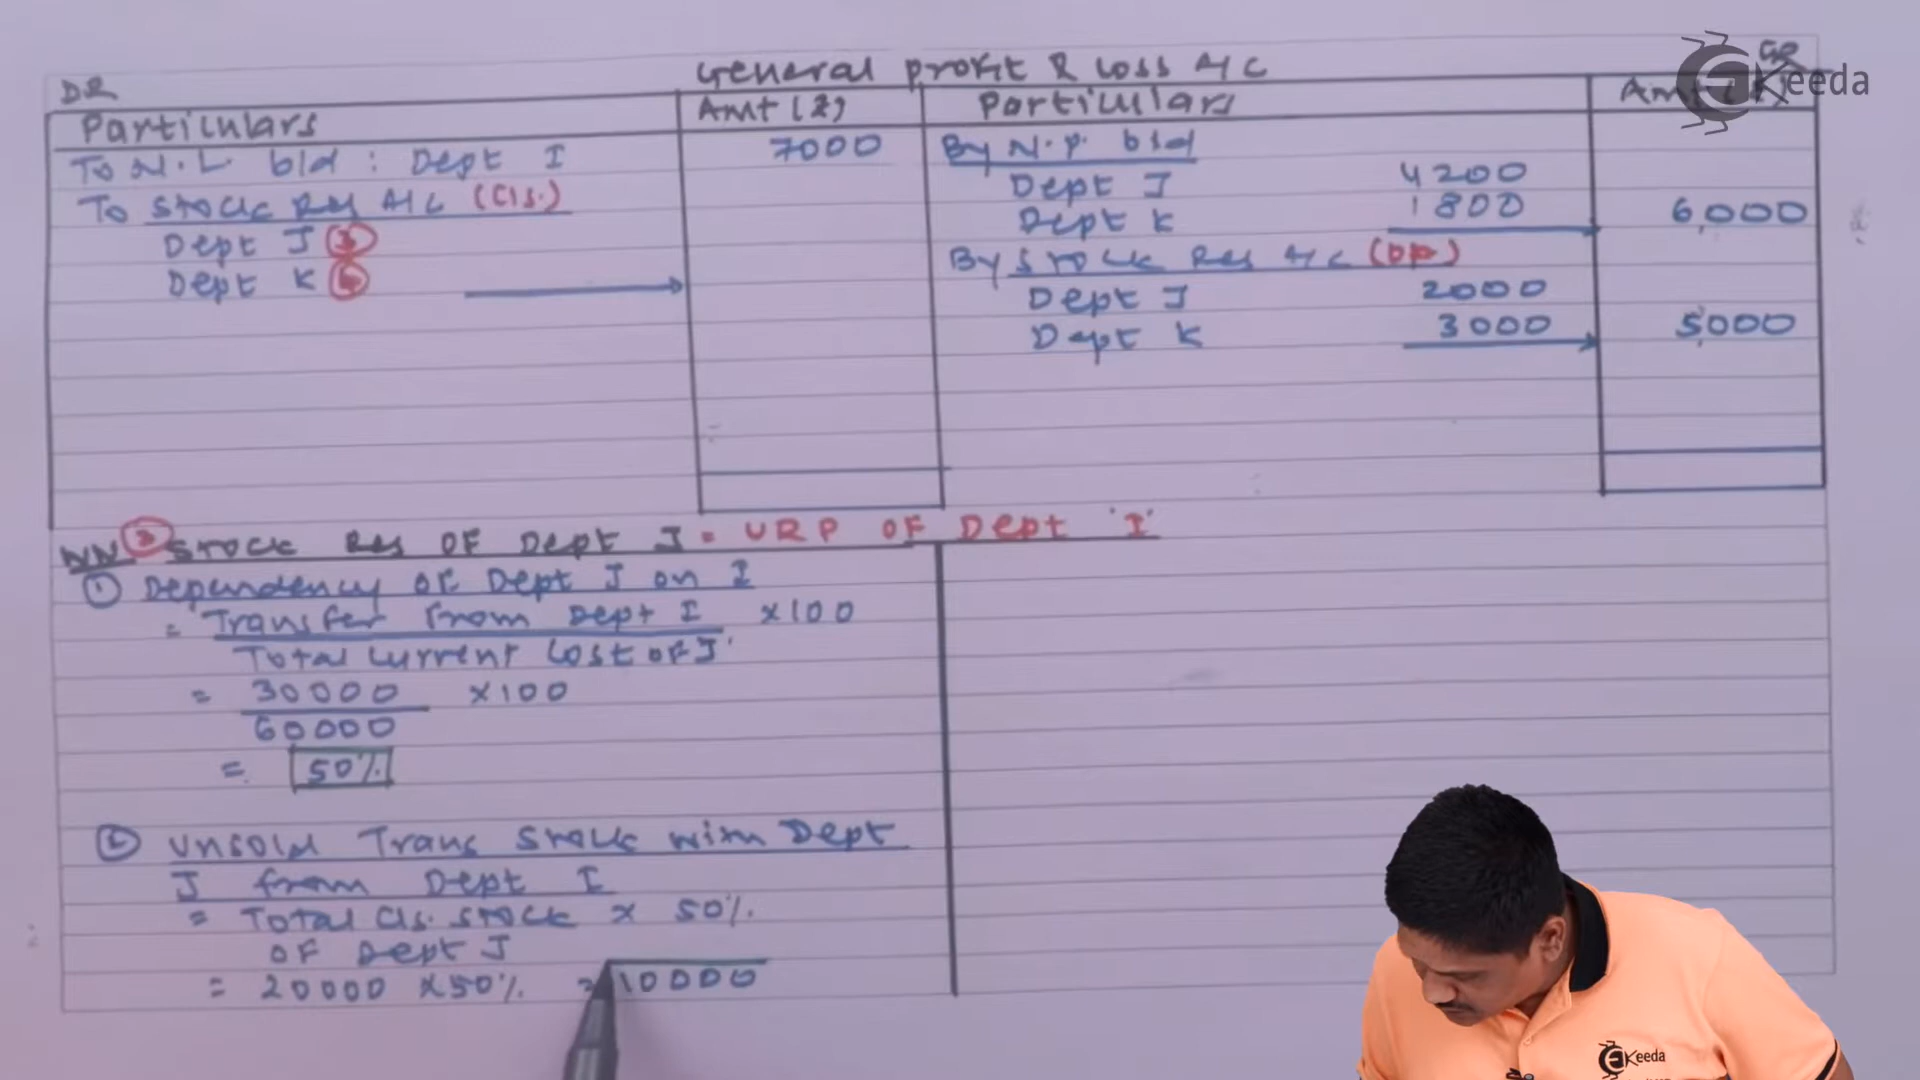 General profit & Loss A/C
DR
CR
Particulars
Amt (₹)
Particulars
Keeda
To N.L. b/d : Dept I
7000
By N.P. b/d
Dept J
4200
Dept K
1800
6,000
To Stock Res A/C (Cls.)
Dept J (3)
Dept K (4)
By Stock Res A/C (OP)
Dept J
2000
Dept K
3000
5,000
WN (3) STOCK Res OF Dept J = URP OF Dept 'I'
(1) Dependency of Dept J on I
= Transfer from Dept I ×100
Total Current Cost of J
= 30000 ×100
60000
= 50%
(2) Unsold Trans Stock with Dept
J from Dept I
= Total Cls. Stock × 50%
OF Dept J
= 20000 ×50% = 10000
Keeda